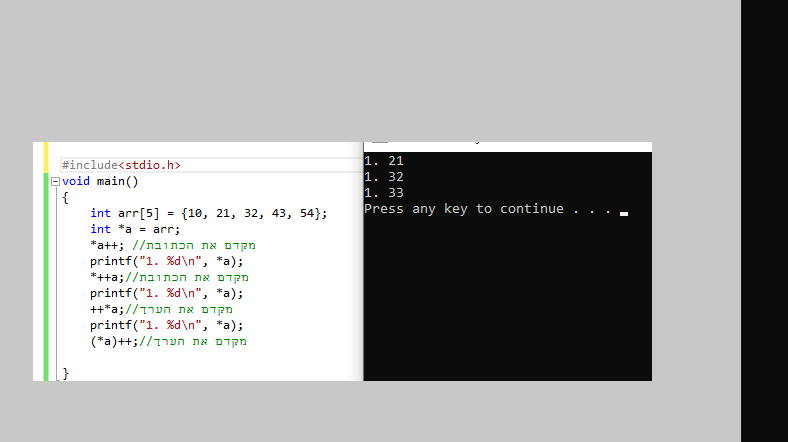 #include<stdio.h>
void main()
{
int arr[5] = {10, 21, 32, 43, 54};
int *a = arr;
*a++; //מקדם את הכתובת
printf("1. %d\n", *a);
*++a;//מקדם את הכתובת
printf("1. %d\n", *a);
++*a;//מקדם את הערך
printf("1. %d\n", *a);
(*a)++;//מקדם את הערך
}
1. 21
1. 32
1. 33
Press any key to continue . . .